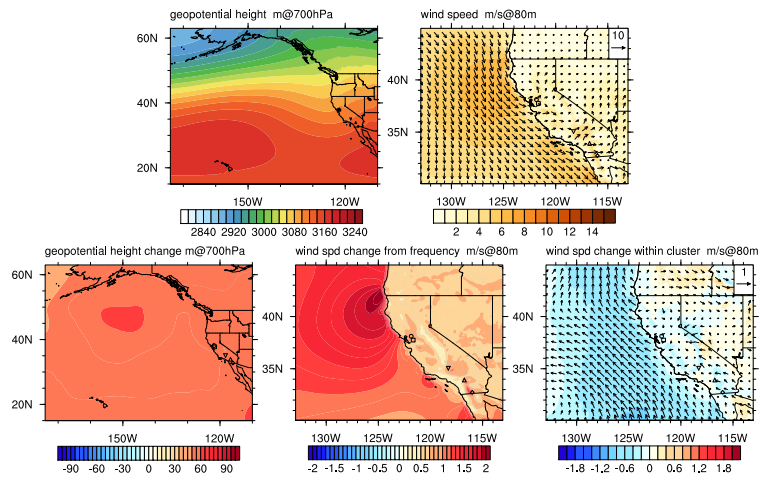 geopotential height m@700hPa
wind speed m/s@80m
60N
40N
20N
150W
120W
2840 2920 3000 3080 3160 3240
10
40N
35N
130W 125W 120W 115W
2 4 6 8 10 12 14
geopotential height change m@700hPa
wind spd change from frequency m/s@80m
wind spd change within cluster m/s@80m
60N
40N
20N
150W
120W
-90 -60 -30 0 30 60 90
40N
35N
130W 125W 120W 115W
-2 -1.5 -1 -0.5 0 0.5 1 1.5 2
1
40N
35N
130W 125W 120W 115W
-1.8 -1.2 -0.6 0 0.6 1.2 1.8